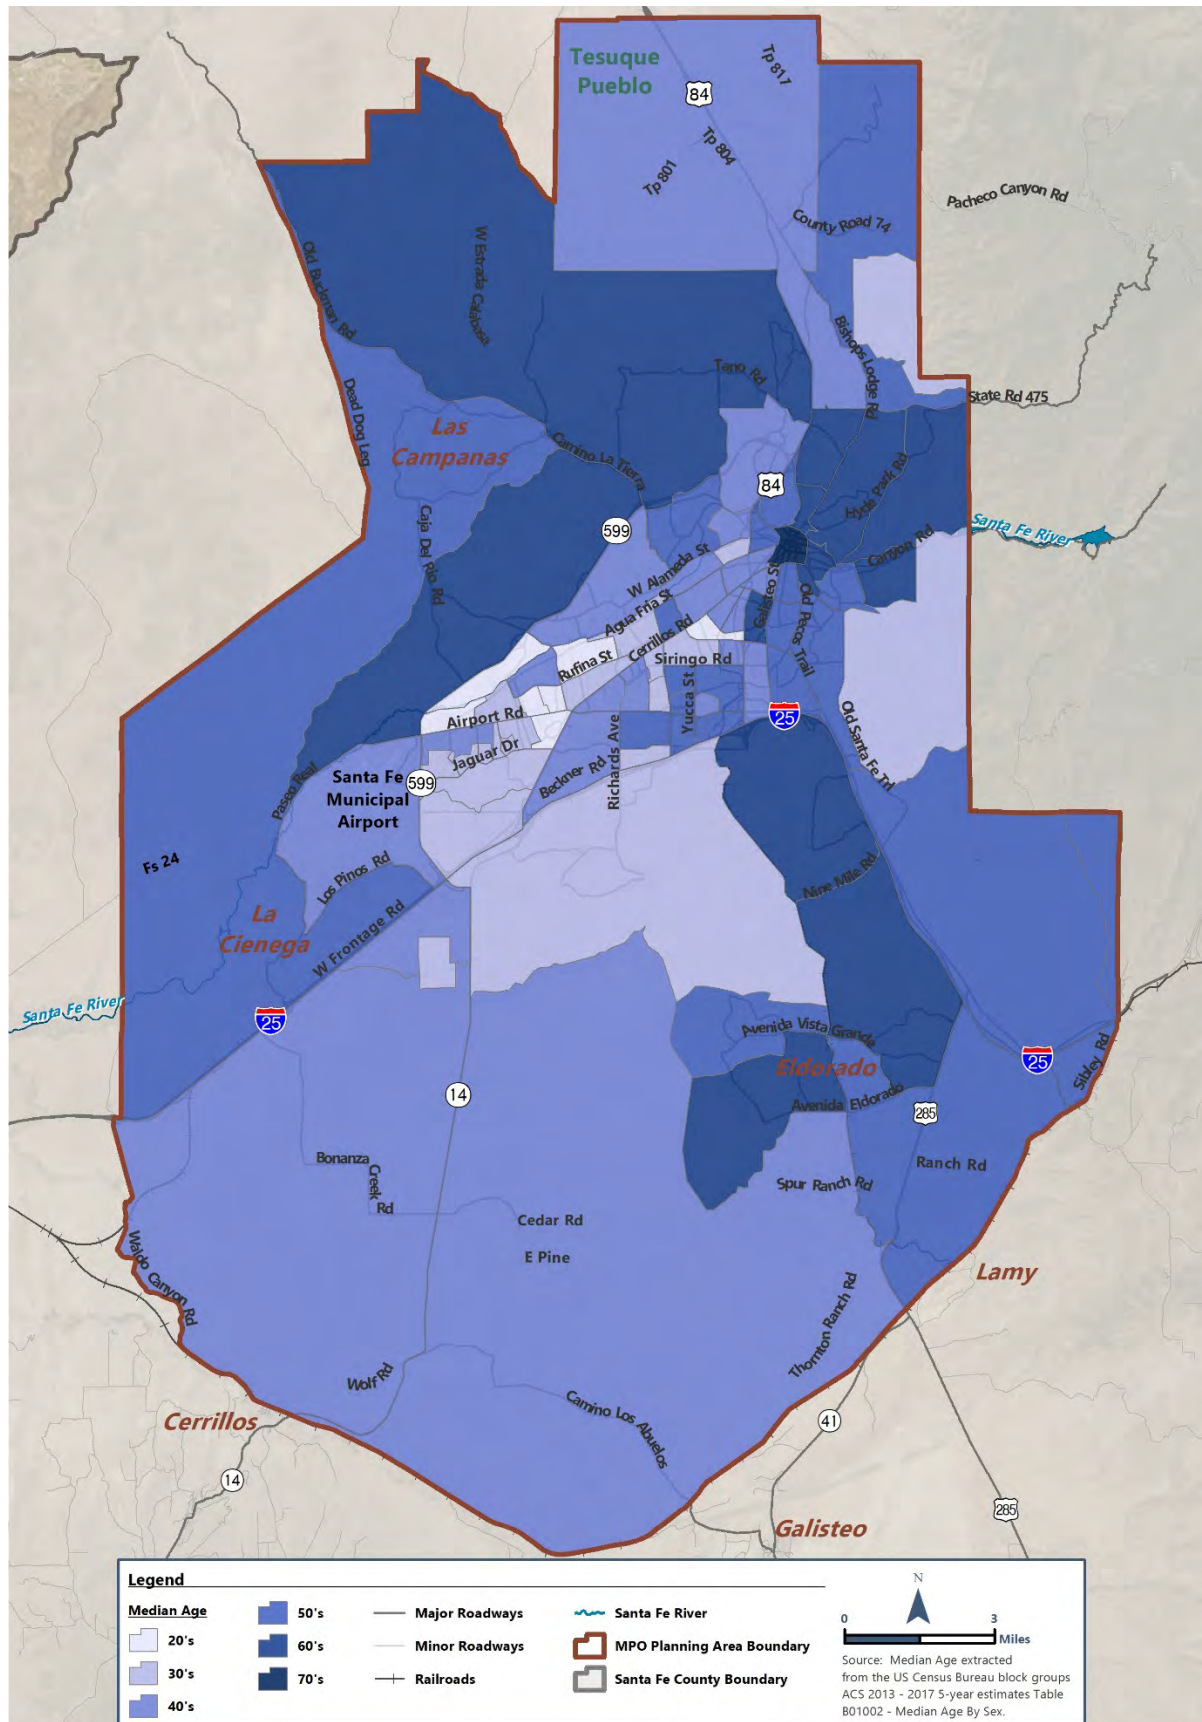 Tesuque
Pueblo
Tp 817
84
Tp 804
Tp 801
Pacheco Canyon Rd
County Road 74
W Estrada Calabasa
Old Buckman Rd
Bishops Lodge Rd
Tano Rd
State Rd 475
Dead Dog Leg
Las
Campanas
Camino La Tierra
Hyde Park Rd
84
Caja Del Rio Rd
599
Santa Fe River
Canyon Rd
W Alameda St
Galisteo St
Old Pecos Trail
Agua Fria St
Cerrillos Rd
Rufina St
Siringo Rd
Yucca St
Airport Rd
25
Old Santa Fe Trl
Richards Ave
Jaguar Dr
Beckner Rd
Paseo Real
599
Santa Fe
Municipal
Airport
Fs 24
Los Pinos Rd
Nine Mile Rd
La
Cienega
W Frontage Rd
Santa Fe River
25
Avenida Vista Grande
25
Sibley Rd
Eldorado
14
Avenida Eldorado
285
Bonanza
Creek
Rd
Ranch Rd
Spur Ranch Rd
Cedar Rd
E Pine
Waldo Canyon Rd
Lamy
Thornton Ranch Rd
Wolf Rd
Camino Los Abuelos
Cerrillos
41
14
285
Galisteo
Legend
Median Age
20's
30's
40's
50's
60's
70's
Major Roadways
Minor Roadways
Railroads
Santa Fe River
MPO Planning Area Boundary
Santa Fe County Boundary
N
0 3
Miles
Source: Median Age extracted
from the US Census Bureau block groups
ACS 2013 - 2017 5-year estimates Table
B01002 - Median Age By Sex.